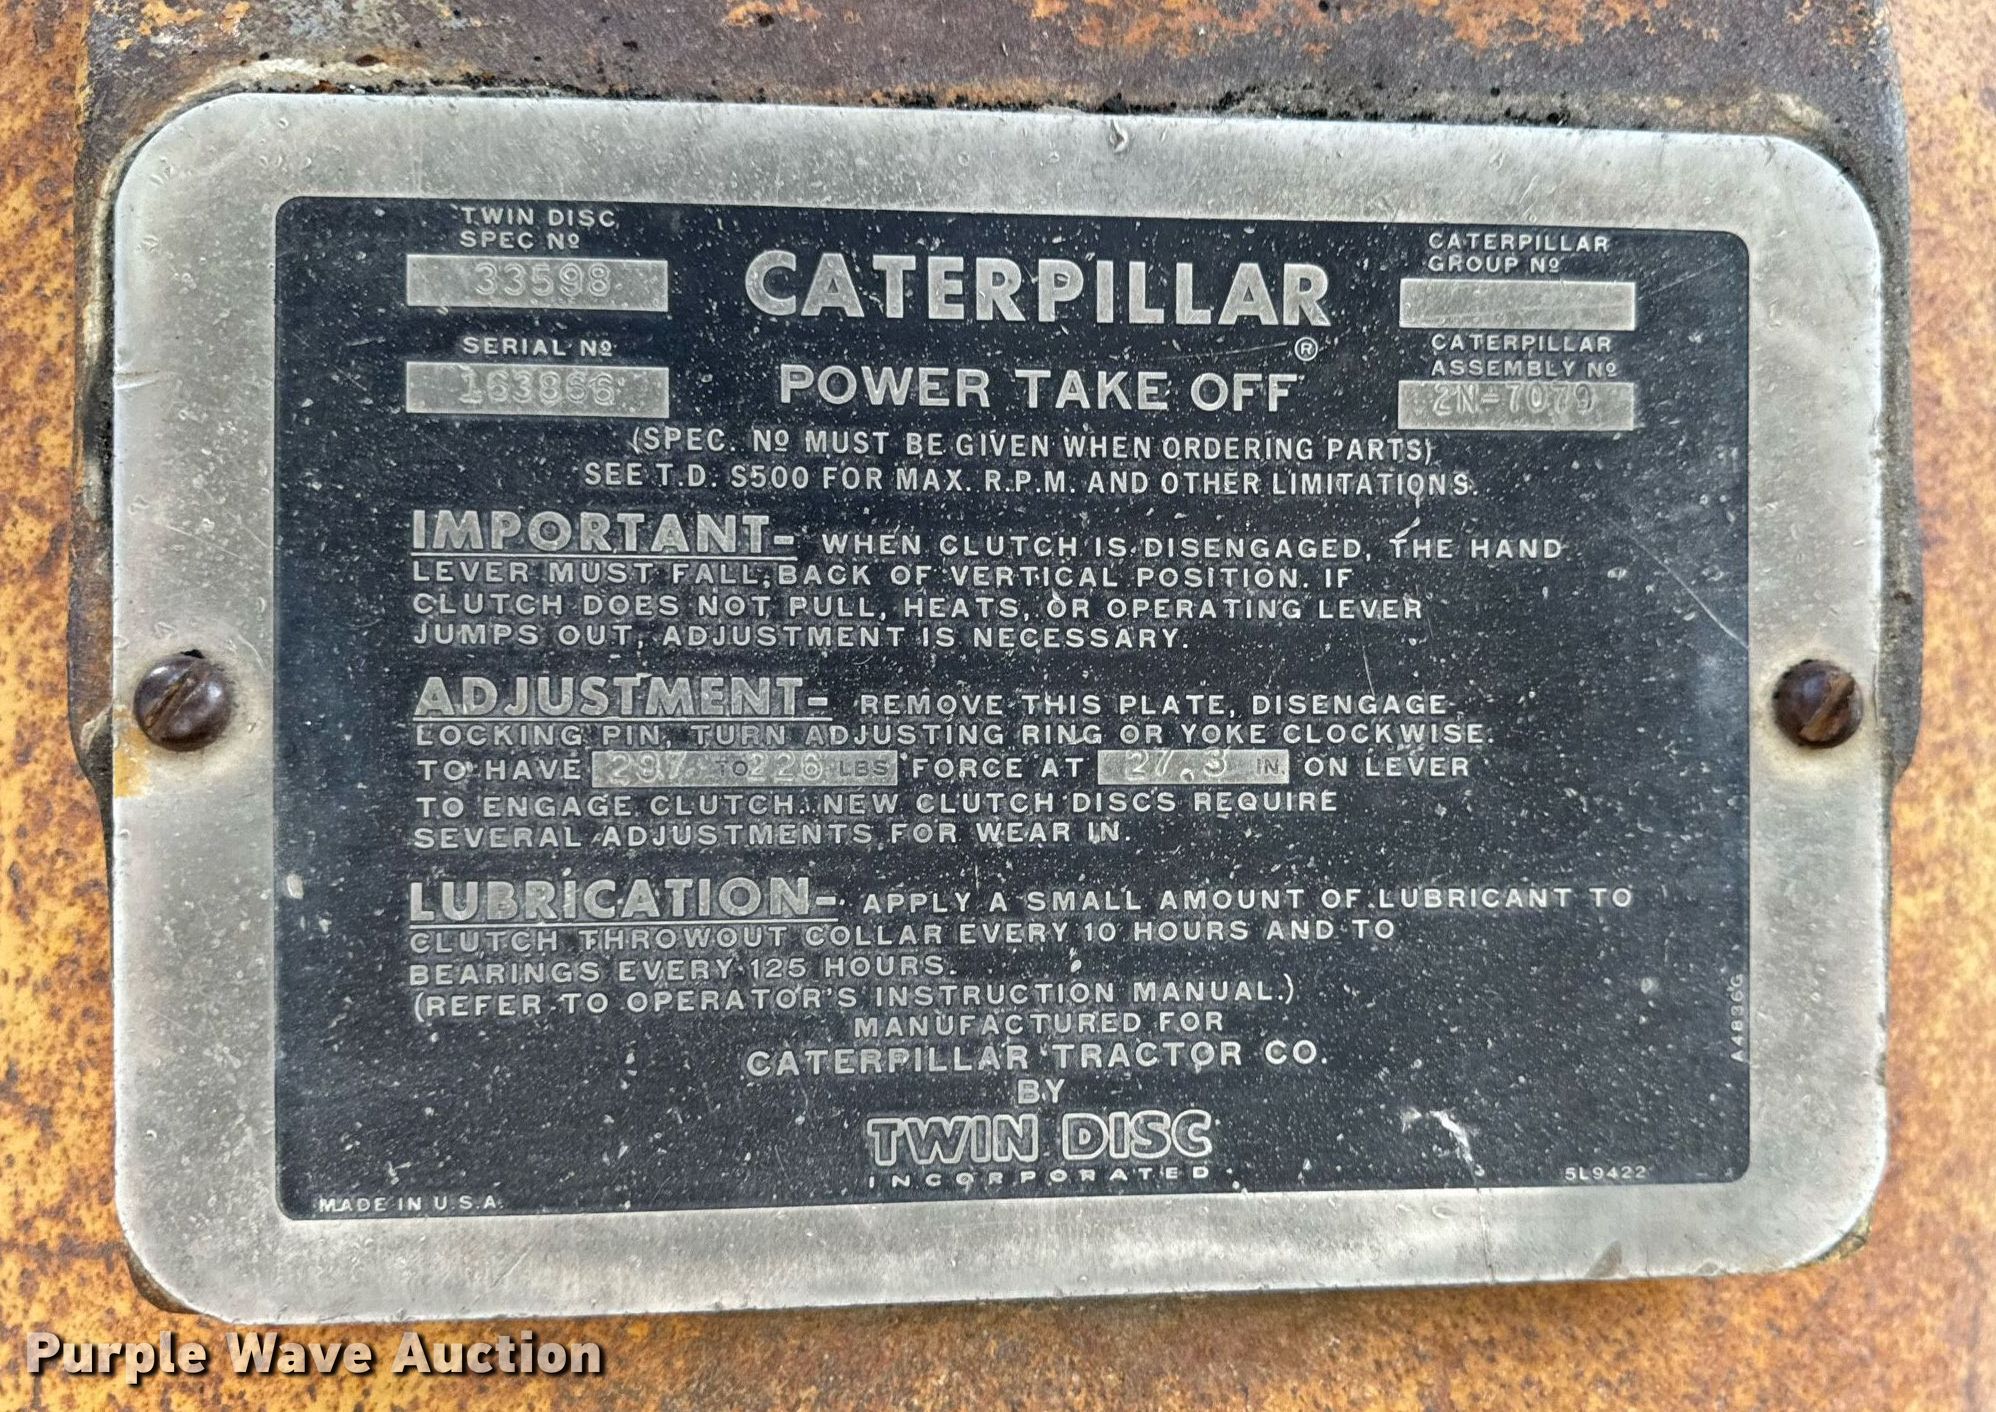 TWIN DISC
SPEC Nº
33598
CATERPILLAR
GROUP Nº
CATERPILLAR®
SERIAL Nº
163866
CATERPILLAR
ASSEMBLY Nº
2N-7079
POWER TAKE OFF
(SPEC. Nº MUST BE GIVEN WHEN ORDERING PARTS)
SEE T.D. S500 FOR MAX. R.P.M. AND OTHER LIMITATIONS.
IMPORTANT- WHEN CLUTCH IS DISENGAGED, THE HAND
LEVER MUST FALL BACK OF VERTICAL POSITION. IF
CLUTCH DOES NOT PULL, HEATS, OR OPERATING LEVER
JUMPS OUT, ADJUSTMENT IS NECESSARY.
ADJUSTMENT- REMOVE THIS PLATE, DISENGAGE
LOCKING PIN, TURN ADJUSTING RING OR YOKE CLOCKWISE
TO HAVE 297 TO 226 LBS FORCE AT 27.3 IN. ON LEVER
TO ENGAGE CLUTCH. NEW CLUTCH DISCS REQUIRE
SEVERAL ADJUSTMENTS FOR WEAR IN.
LUBRICATION- APPLY A SMALL AMOUNT OF LUBRICANT TO
CLUTCH THROWOUT COLLAR EVERY 10 HOURS AND TO
BEARINGS EVERY 125 HOURS.
(REFER TO OPERATOR'S INSTRUCTION MANUAL.)
MANUFACTURED FOR
CATERPILLAR TRACTOR CO.
BY
TWIN DISC
INCORPORATED
MADE IN U.S.A.
5L9422
A4836G
Purple Wave Auction